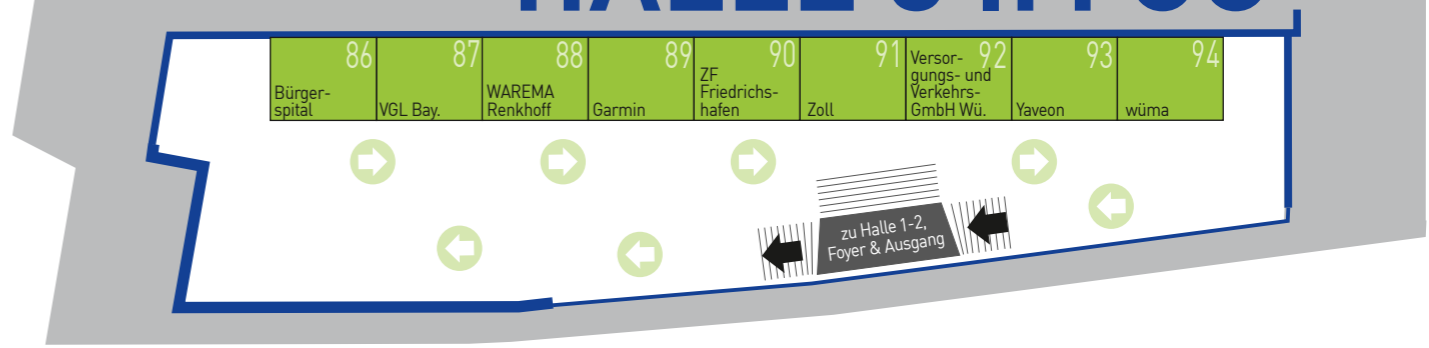 86
Bürger-
spital
87
VGL Bay.
88
WAREMA
Renkhoff
89
Garmin
90
ZF
Friedrichs-
hafen
91
Zoll
92
Versor-
gungs- und
Verkehrs-
GmbH Wü.
93
Yaveon
94
wüma
zu Halle 1-2,
Foyer & Ausgang